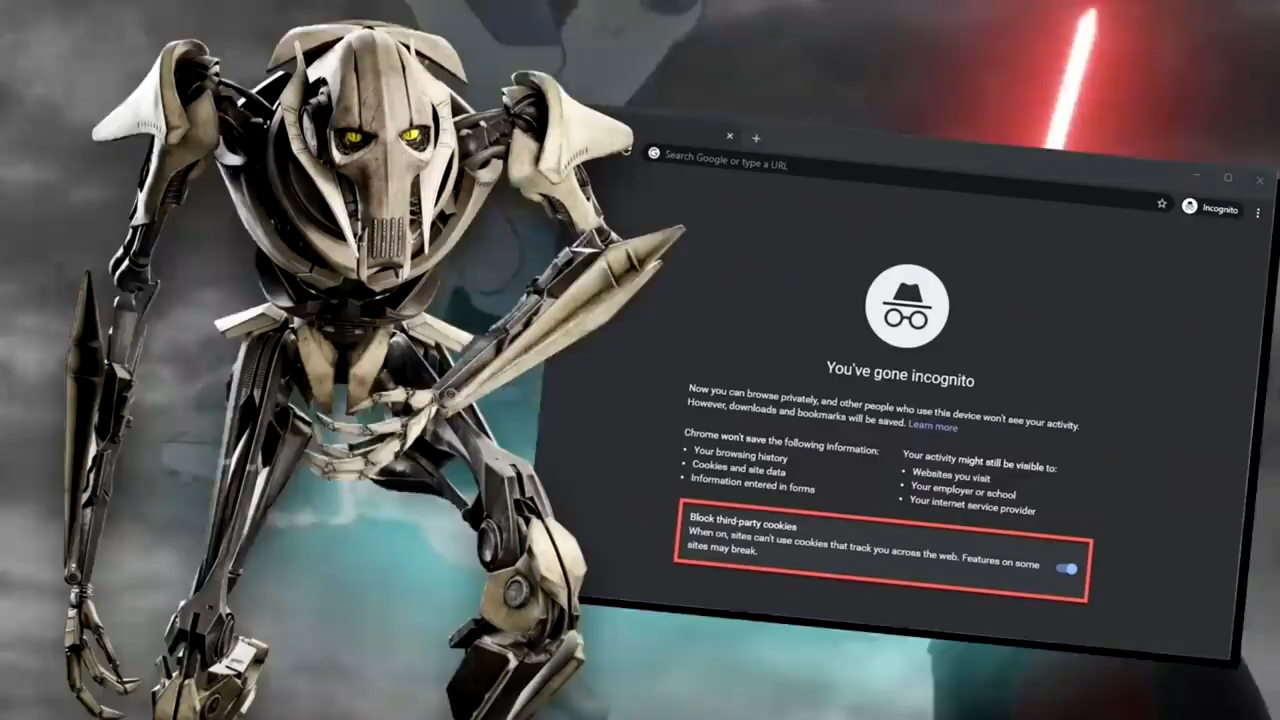 Search Google or type a URL
Incognito
You've gone incognito
Now you can browse privately, and other people who use this device won't see your activity.
However, downloads and bookmarks will be saved. Learn more
Chrome won't save the following information:
• Your browsing history
• Cookies and site data
• Information entered in forms
Your activity might still be visible to:
• Websites you visit
• Your employer or school
• Your internet service provider
Block third-party cookies
When on, sites can't use cookies that track you across the web. Features on some
sites may break.